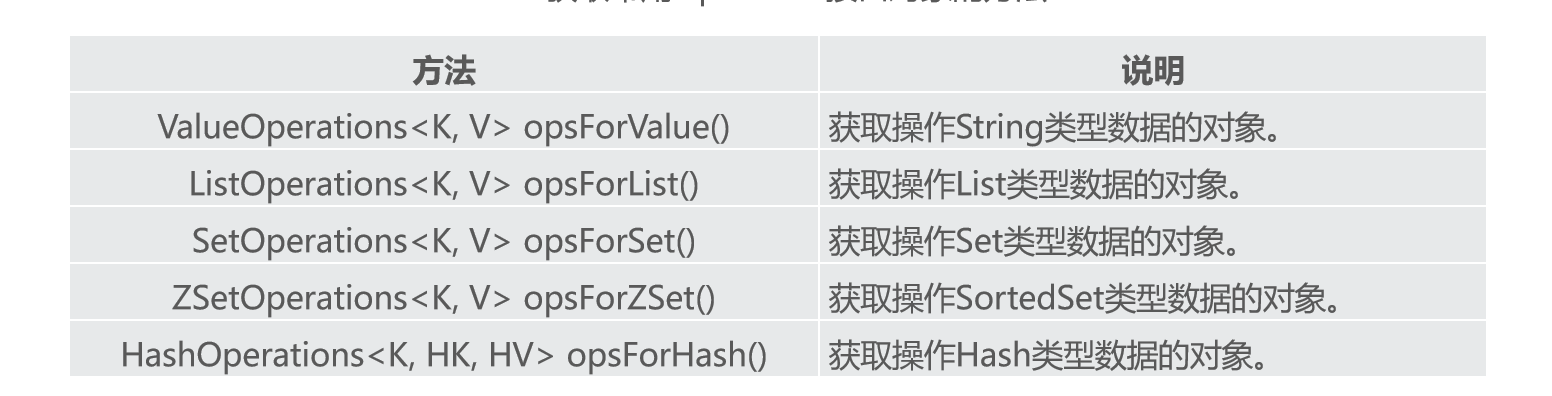 方法 说明
ValueOperations<K, V> opsForValue() 获取操作String类型数据的对象。
ListOperations<K, V> opsForList() 获取操作List类型数据的对象。
SetOperations<K, V> opsForSet() 获取操作Set类型数据的对象。
ZSetOperations<K, V> opsForZSet() 获取操作SortedSet类型数据的对象。
HashOperations<K, HK, HV> opsForHash() 获取操作Hash类型数据的对象。